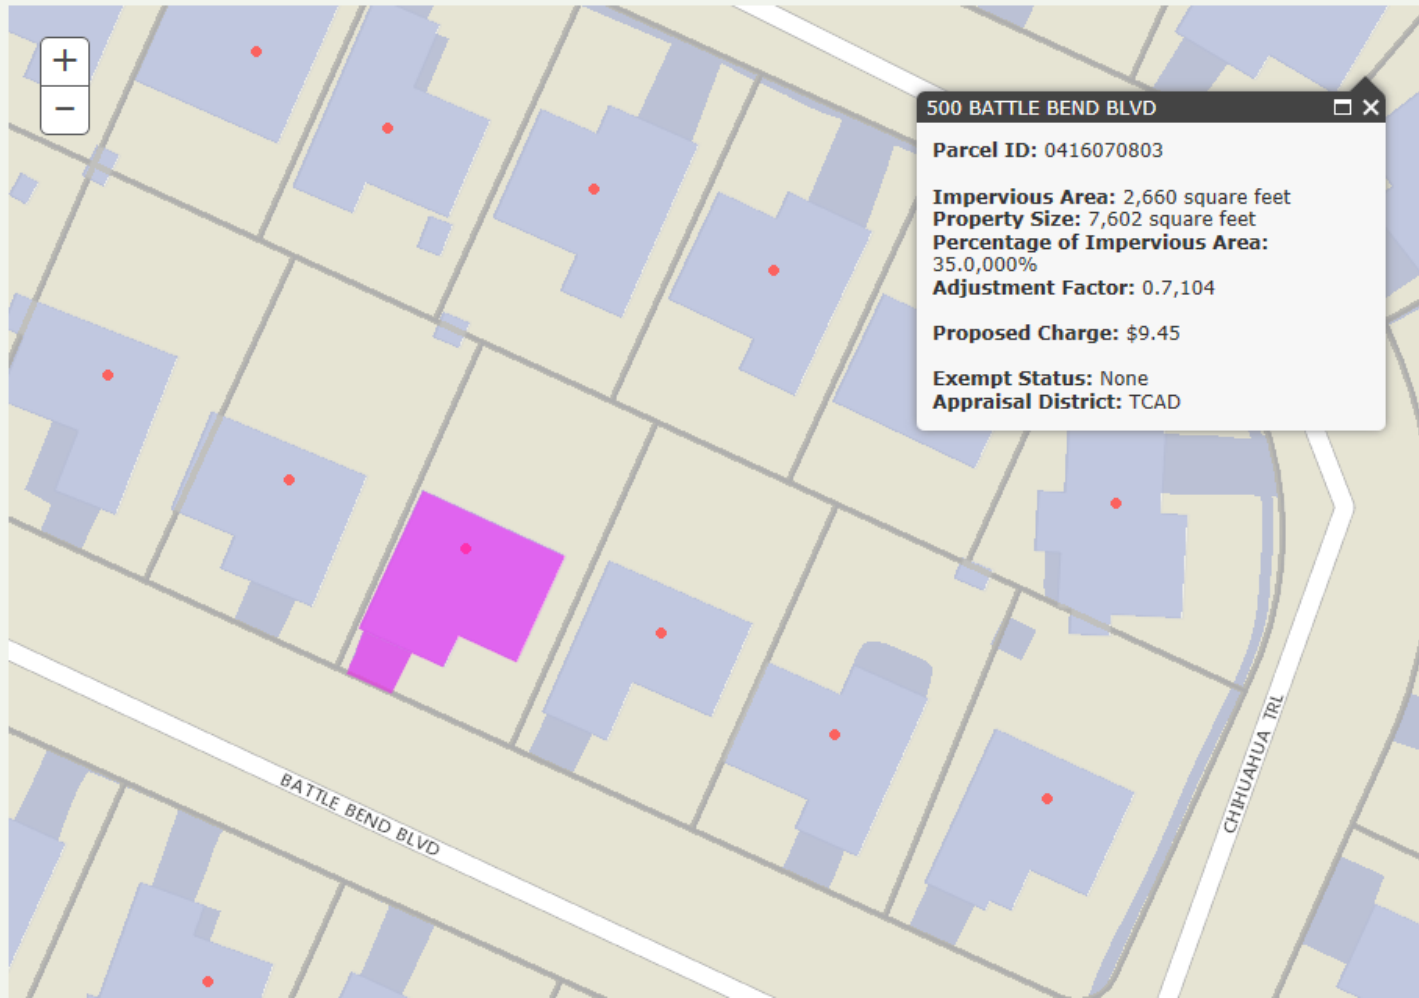 +
−
500 BATTLE BEND BLVD
Parcel ID: 0416070803
Impervious Area: 2,660 square feet
Property Size: 7,602 square feet
Percentage of Impervious Area:
35.0,000%
Adjustment Factor: 0.7,104
Proposed Charge: $9.45
Exempt Status: None
Appraisal District: TCAD
CHIHUAHUA TRL
BATTLE BEND BLVD